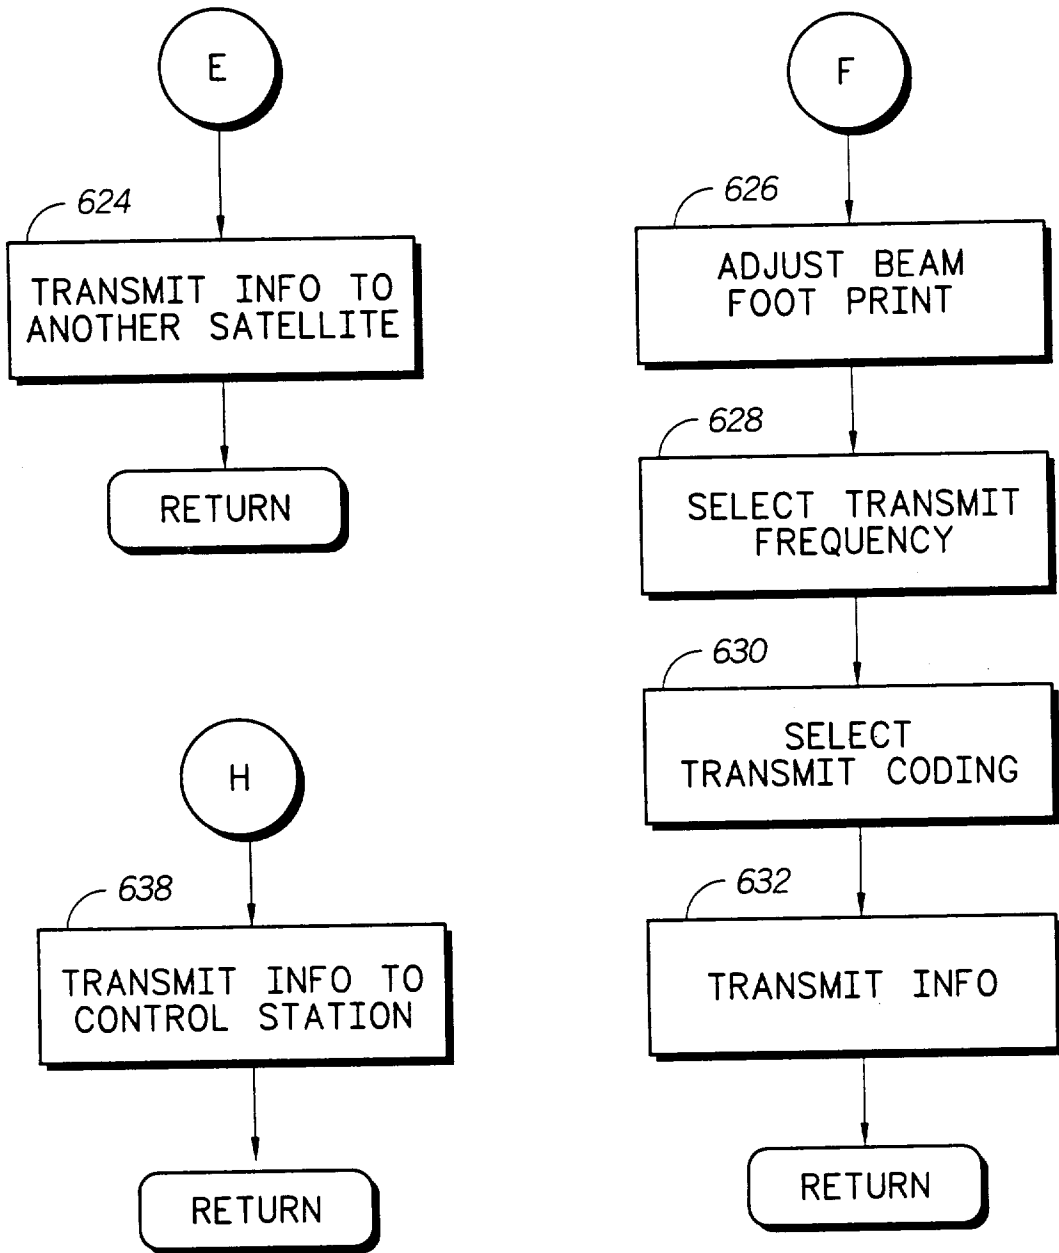 E
624
TRANSMIT INFO TO
ANOTHER SATELLITE
RETURN
H
638
TRANSMIT INFO TO
CONTROL STATION
RETURN
F
626
ADJUST BEAM
FOOT PRINT
628
SELECT TRANSMIT
FREQUENCY
630
SELECT
TRANSMIT CODING
632
TRANSMIT INFO
RETURN